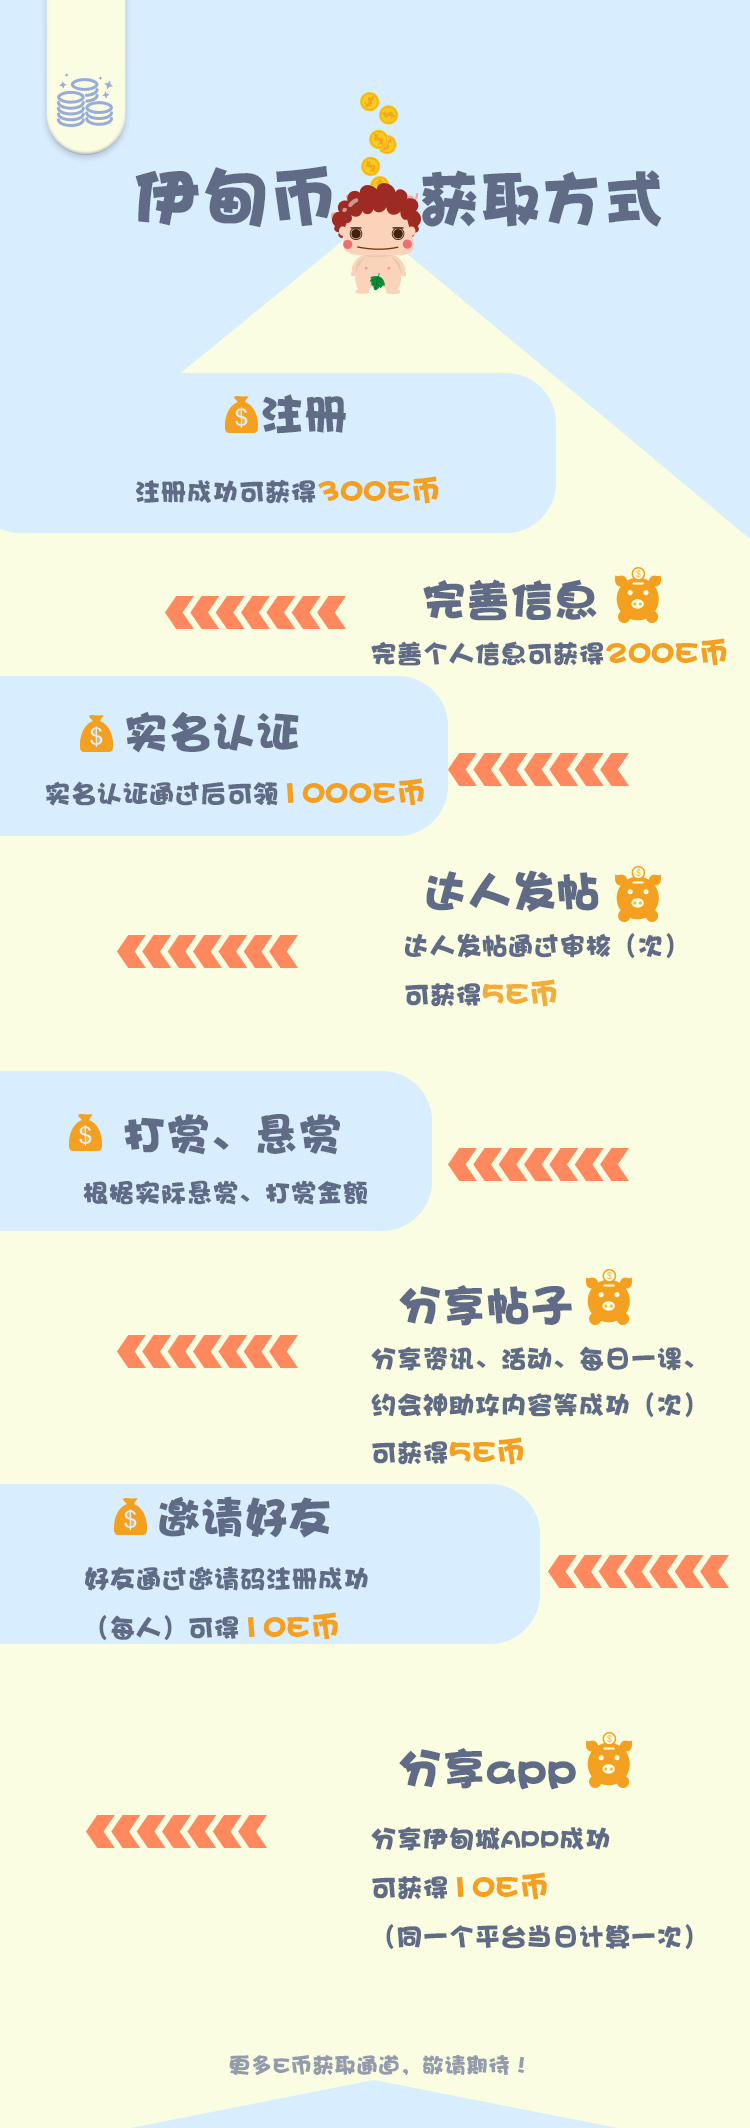 伊甸币获取方式
注册
注册成功可获得300E币
完善信息
完善个人信息可获得200E币
实名认证
实名认证通过后可领1000E币
达人发帖
达人发帖通过审核（次）
可获得5E币
打赏、悬赏
根据实际悬赏、打赏金额
分享帖子
分享资讯、活动、每日一课、
约会神助攻内容等成功（次）
可获得5E币
邀请好友
好友通过邀请码注册成功
（每人）可得10E币
分享app
分享伊甸城APP成功
可获得10E币
（同一个平台当日计算一次）
更多E币获取通道，敬请期待！